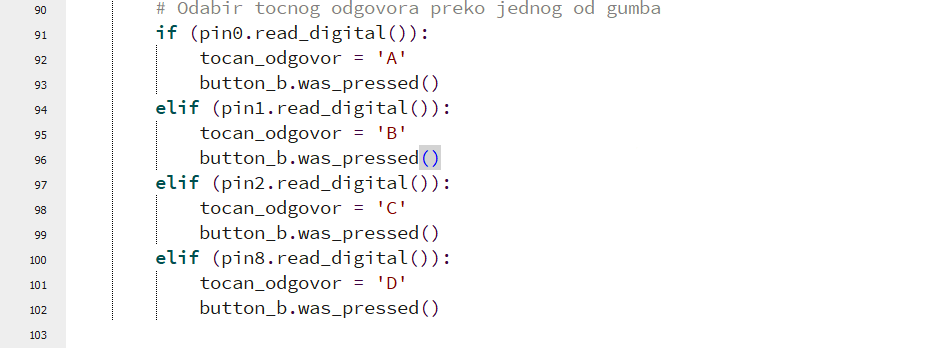 90 # Odabir tocnog odgovora preko jednog od gumba
91 if (pin0.read_digital()):
92 tocan_odgovor = 'A'
93 button_b.was_pressed()
94 elif (pin1.read_digital()):
95 tocan_odgovor = 'B'
96 button_b.was_pressed()
97 elif (pin2.read_digital()):
98 tocan_odgovor = 'C'
99 button_b.was_pressed()
100 elif (pin8.read_digital()):
101 tocan_odgovor = 'D'
102 button_b.was_pressed()
103